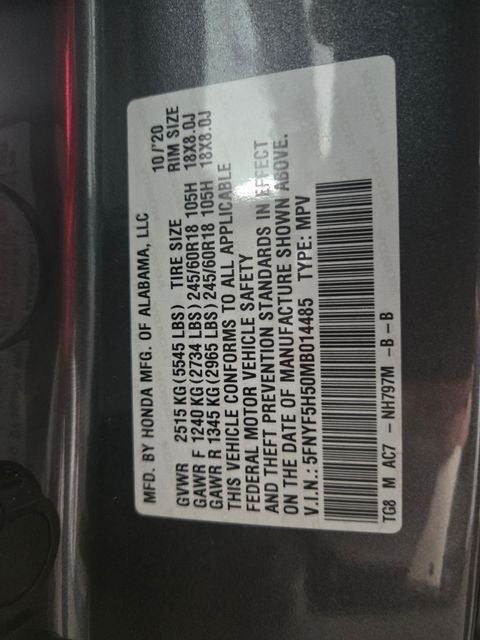 MFD. BY HONDA MFG. OF ALABAMA, LLC 10/'20
GVWR 2515 KG (5545 LBS) TIRE SIZE RIM SIZE
GAWR F 1240 KG (2734 LBS) 245/60R18 105H 18X8.0J
GAWR R 1345 KG (2965 LBS) 245/60R18 105H 18X8.0J
THIS VEHICLE CONFORMS TO ALL APPLICABLE
FEDERAL MOTOR VEHICLE SAFETY
AND THEFT PREVENTION STANDARDS IN EFFECT
ON THE DATE OF MANUFACTURE SHOWN ABOVE.
V.I.N.: 5FNYF5H50MB014485 TYPE: MPV
TG8 M AC7 - NH797M -B-B